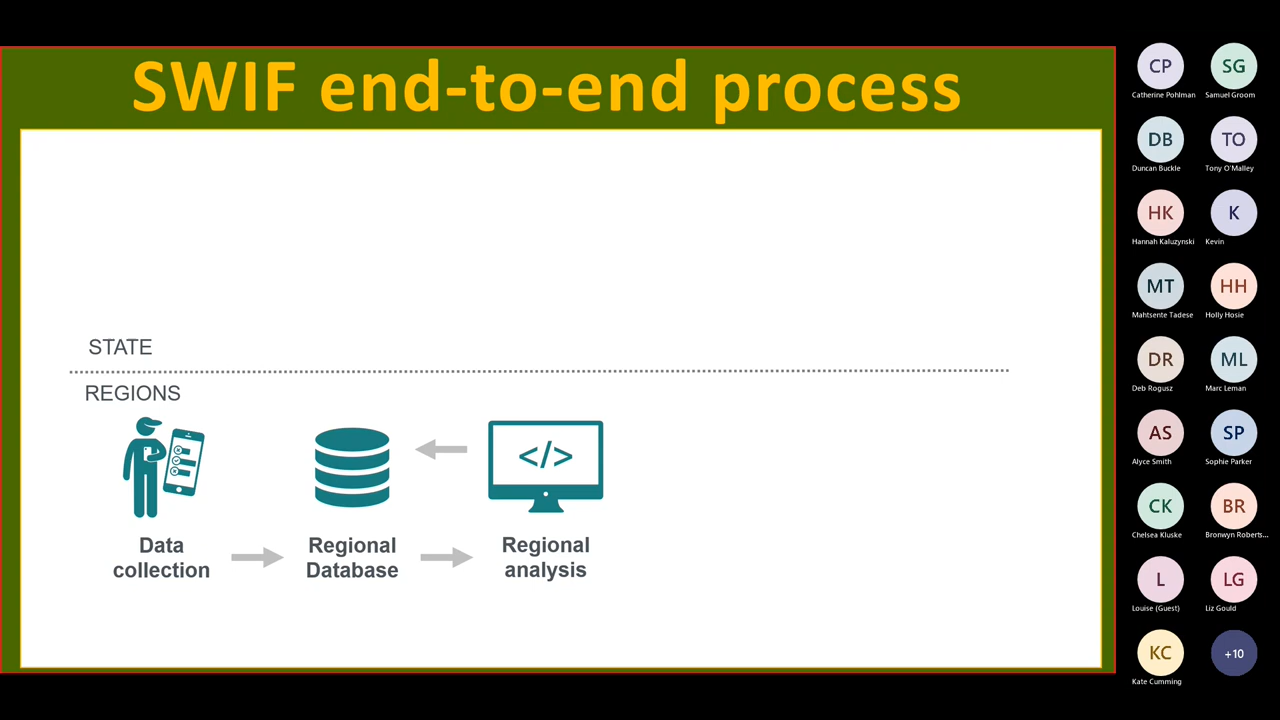 SWIF end-to-end process
STATE
REGIONS
</>
Data
collection
Regional
Database
Regional
analysis
CP
Catherine Pohlman
SG
Samuel Groom
DB
Duncan Buckle
TO
Tony O'Malley
HK
Hannah Kaluzynski
K
Kevin
MT
Mahtsente Tadese
HH
Holly Hosie
DR
Deb Rogusz
ML
Marc Leman
AS
Alyce Smith
SP
Sophie Parker
CK
Chelsea Kluske
BR
Bronwyn Roberts...
L
Louise (Guest)
LG
Liz Gould
KC
Kate Cumming
+10